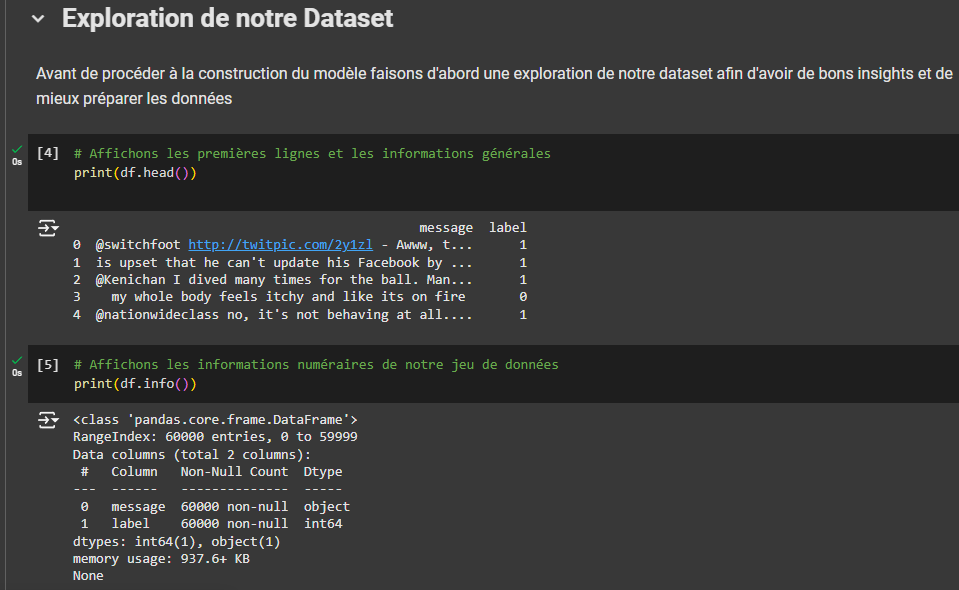 Exploration de notre Dataset
Avant de procéder à la construction du modèle faisons d'abord une exploration de notre dataset afin d'avoir de bons insights et de
mieux préparer les données
[4] # Affichons les premières lignes et les informations générales
0s print(df.head())
message label
0 @switchfoot http://twitpic.com/2y1zl - Awww, t... 1
1 is upset that he can't update his Facebook by ... 1
2 @Kenichan I dived many times for the ball. Man... 1
3 my whole body feels itchy and like its on fire 0
4 @nationwideclass no, it's not behaving at all.... 1
[5] # Affichons les informations numéraires de notre jeu de données
0s print(df.info())
<class 'pandas.core.frame.DataFrame'>
RangeIndex: 60000 entries, 0 to 59999
Data columns (total 2 columns):
# Column Non-Null Count Dtype
--- ------ -------------- -----
0 message 60000 non-null object
1 label 60000 non-null int64
dtypes: int64(1), object(1)
memory usage: 937.6+ KB
None